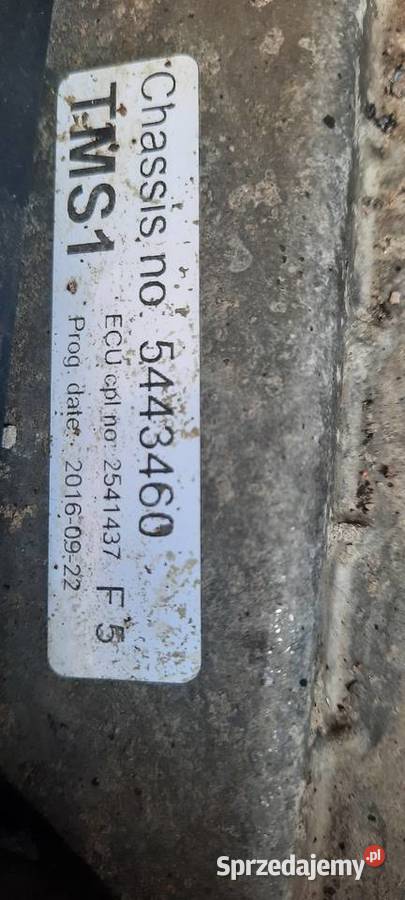 Chassis no. 5443460
TMS1 ECU cpl no: 2541437 F 5
Prog. date: 2016-09-22
Sprzedajemy.pl